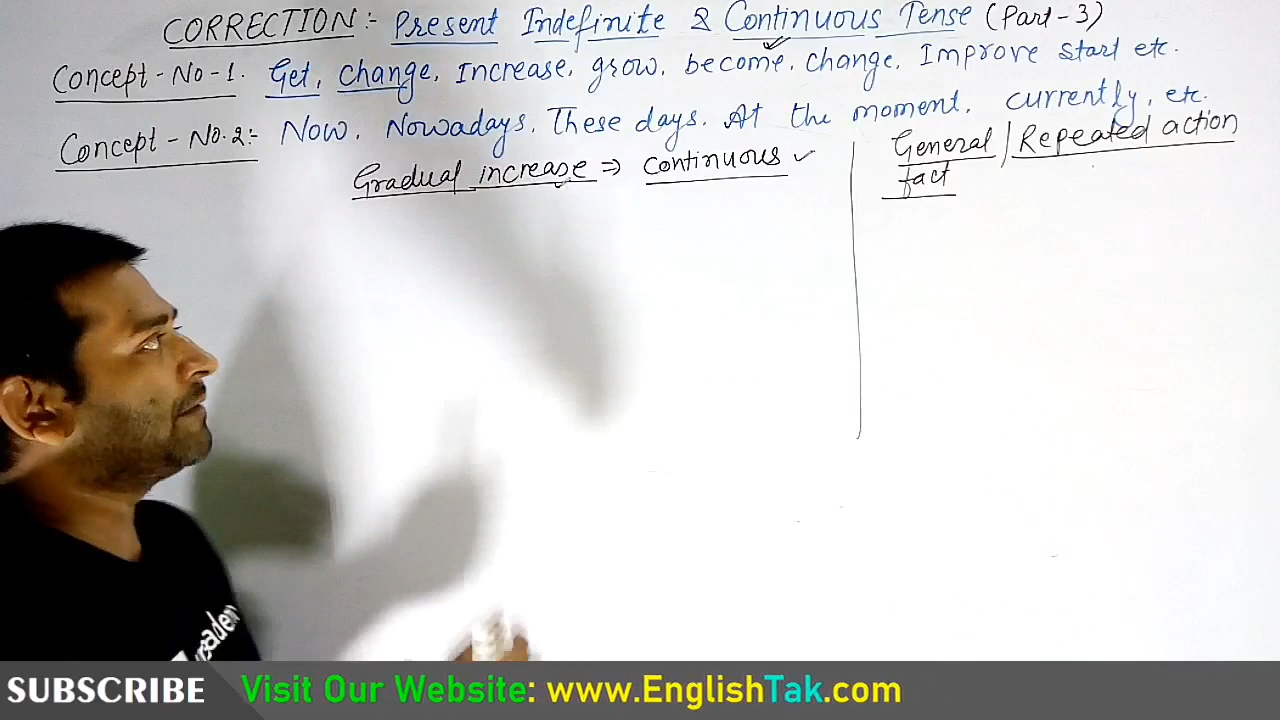 CORRECTION:- Present Indefinite & Continuous Tense (Part-3)
Concept-No-1. Get, change, Increase, grow, become, change, Improve start etc.
Concept-No.2:- Now, Nowadays, These days, At the moment, currently, etc.
Gradual increase ⇒ continuous ✓
General / Repeated action
fact
SUBSCRIBE Visit Our Website: www.EnglishTak.com